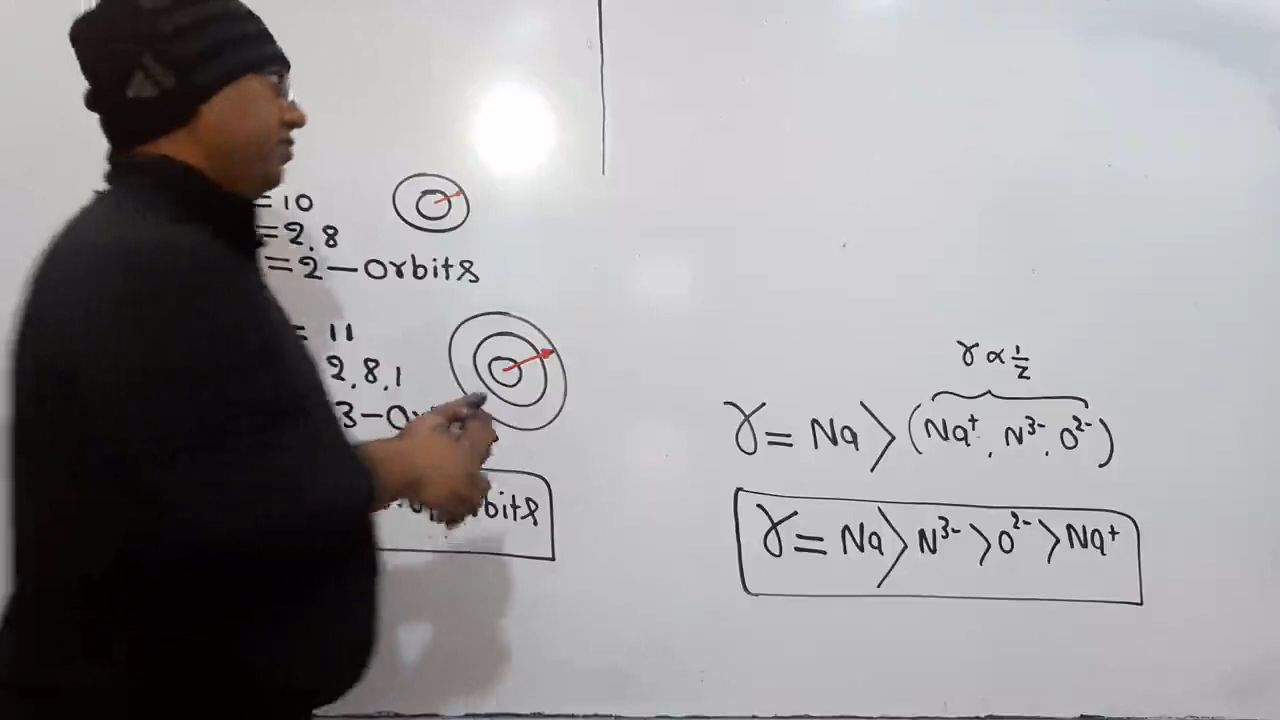 = 10
= 2,8
= 2 - Orbits
= 11
2,8,1
3 -
orbits
r ∝ 1/Z
r = Na > (Na⁺, N³⁻, O²⁻)
r = Na > N³⁻ > O²⁻ > Na⁺